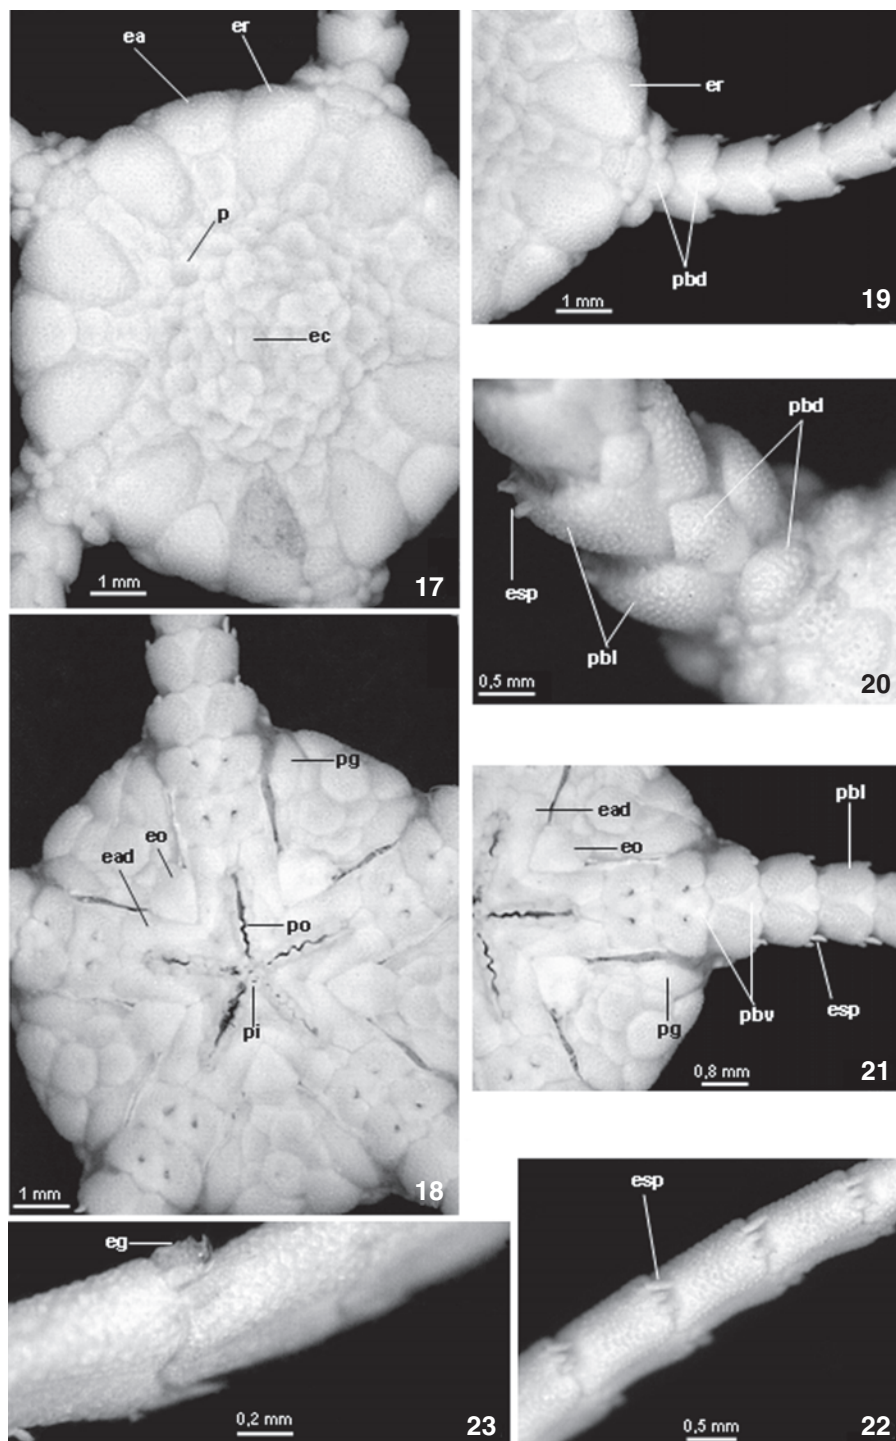 ea
er
p
ec
1 mm
17
er
pbd
1 mm
19
pbd
esp
pbl
0,5 mm
20
pg
eo
ead
po
pi
1 mm
18
ead
eo
pbl
pg
pbv
esp
0,8 mm
21
eg
0,2 mm
23
esp
0,5 mm
22